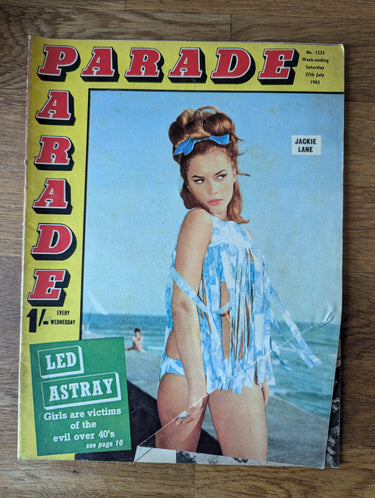 PARADE
PARADE
No. 1233
Week-ending
Saturday
27th July
1963
JACKIE
LANE
1/-
EVERY
WEDNESDAY
LED
ASTRAY
Girls are victims
of the
evil over 40's
see page 10